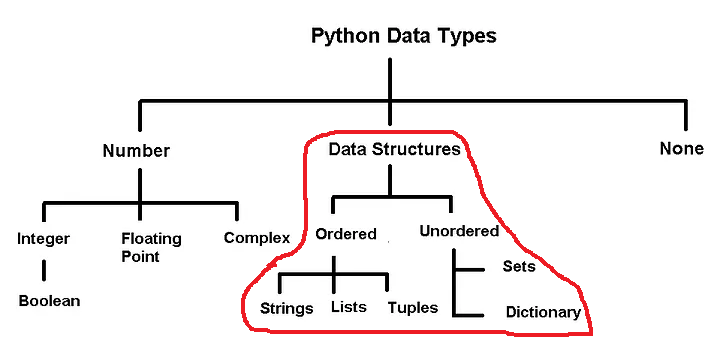 Python Data Types
Number
Data Structures
None
Integer
Floating
Point
Complex
Ordered
Unordered
Boolean
Strings
Lists
Tuples
Sets
Dictionary